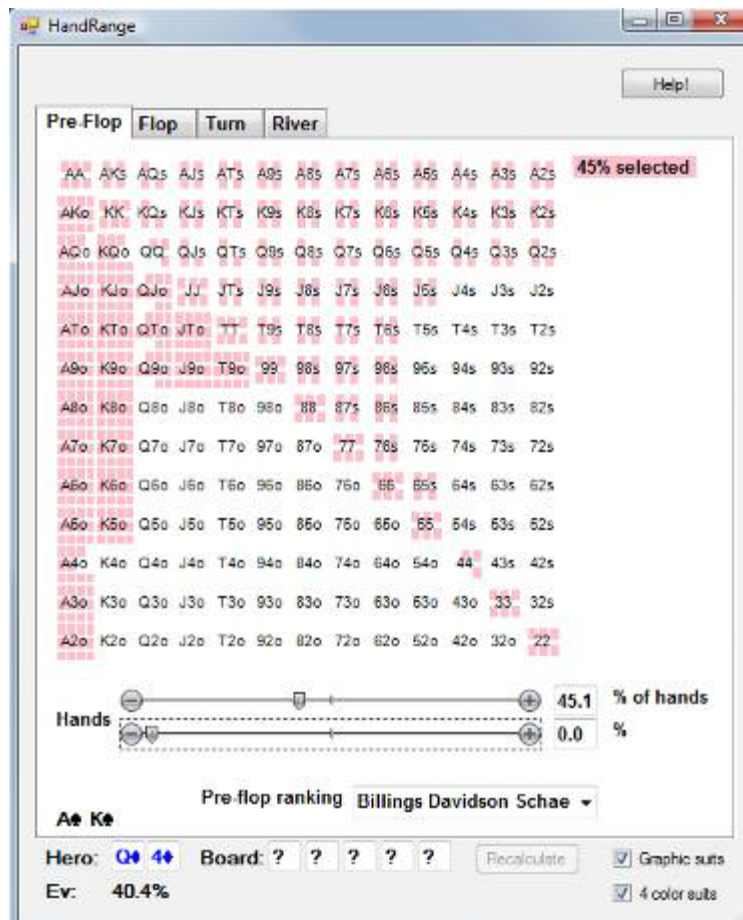 HandRange
Help!
Pre-Flop Flop Turn River
AA AKs AQs AJs ATs A9s A8s A7s A6s A5s A4s A3s A2s 45% selected
AKo KK KQs KJs KTs K9s K8s K7s K6s K5s K4s K3s K2s
AQo KQo QQ QJs QTs Q9s Q8s Q7s Q6s Q5s Q4s Q3s Q2s
AJo KJo QJo JJ JTs J9s J8s J7s J6s J5s J4s J3s J2s
ATo KTo QTo JTo TT T9s T8s T7s T6s T5s T4s T3s T2s
A9o K9o Q9o J9o T9o 99 98s 97s 96s 95s 94s 93s 92s
A8o K8o Q8o J8o T8o 98o 88 87s 86s 85s 84s 83s 82s
A7o K7o Q7o J7o T7o 97o 87o 77 76s 75s 74s 73s 72s
A6o K6o Q6o J6o T6o 96o 86o 76o 66 65s 64s 63s 62s
A5o K5o Q5o J5o T5o 95o 85o 75o 65o 55 54s 53s 52s
A4o K4o Q4o J4o T4o 94o 84o 74o 64o 54o 44 43s 42s
A3o K3o Q3o J3o T3o 93o 83o 73o 63o 53o 43o 33 32s
A2o K2o Q2o J2o T2o 92o 82o 72o 62o 52o 42o 32o 22
45.1 % of hands
Hands
0.0 %
Pre-flop ranking Billings Davidson Schae
A♠ K♠
Hero: Q♦ 4♦ Board: ? ? ? ? ? Recalculate Graphic suits
Ev: 40.4% 4 color suits